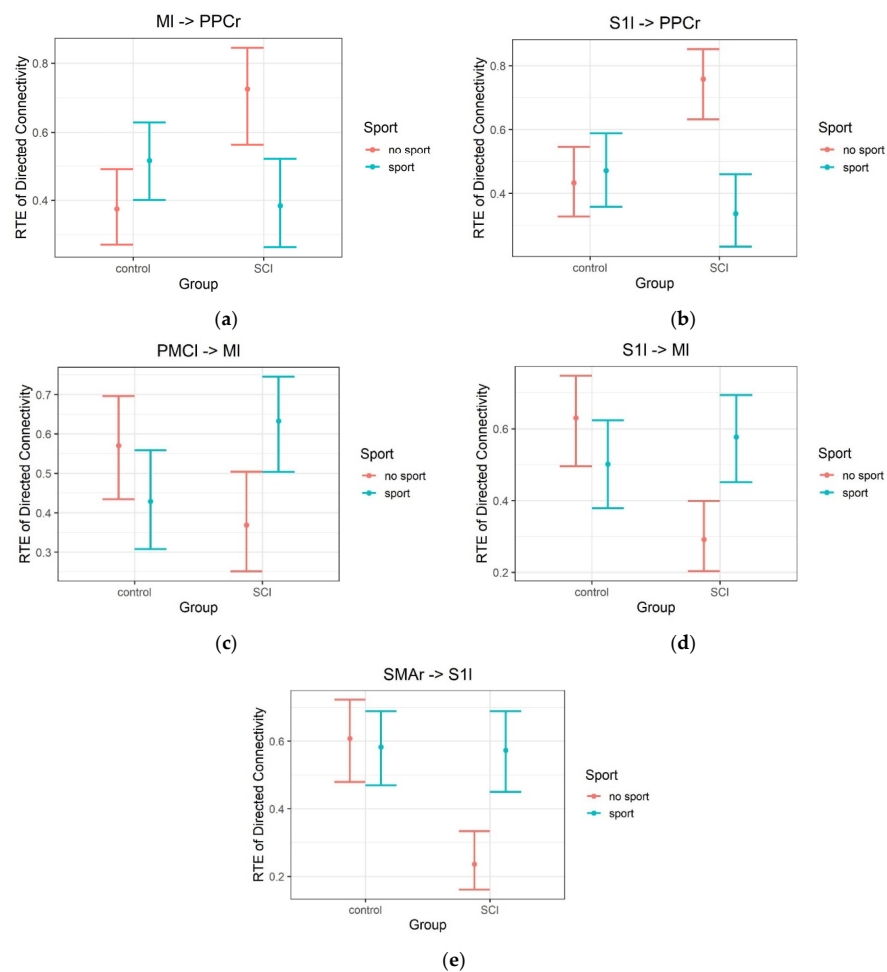 Ml -> PPCr
RTE of Directed Connectivity
0.8
0.6
0.4
control
SCI
Group
Sport
no sport
sport
(a)
S1l -> PPCr
RTE of Directed Connectivity
0.8
0.6
0.4
control
SCI
Group
Sport
no sport
sport
(b)
PMCl -> Ml
RTE of Directed Connectivity
0.7
0.6
0.5
0.4
0.3
control
SCI
Group
Sport
no sport
sport
(c)
S1l -> Ml
RTE of Directed Connectivity
0.6
0.4
0.2
control
SCI
Group
Sport
no sport
sport
(d)
SMAr -> S1l
RTE of Directed Connectivity
0.6
0.4
0.2
control
SCI
Group
Sport
no sport
sport
(e)